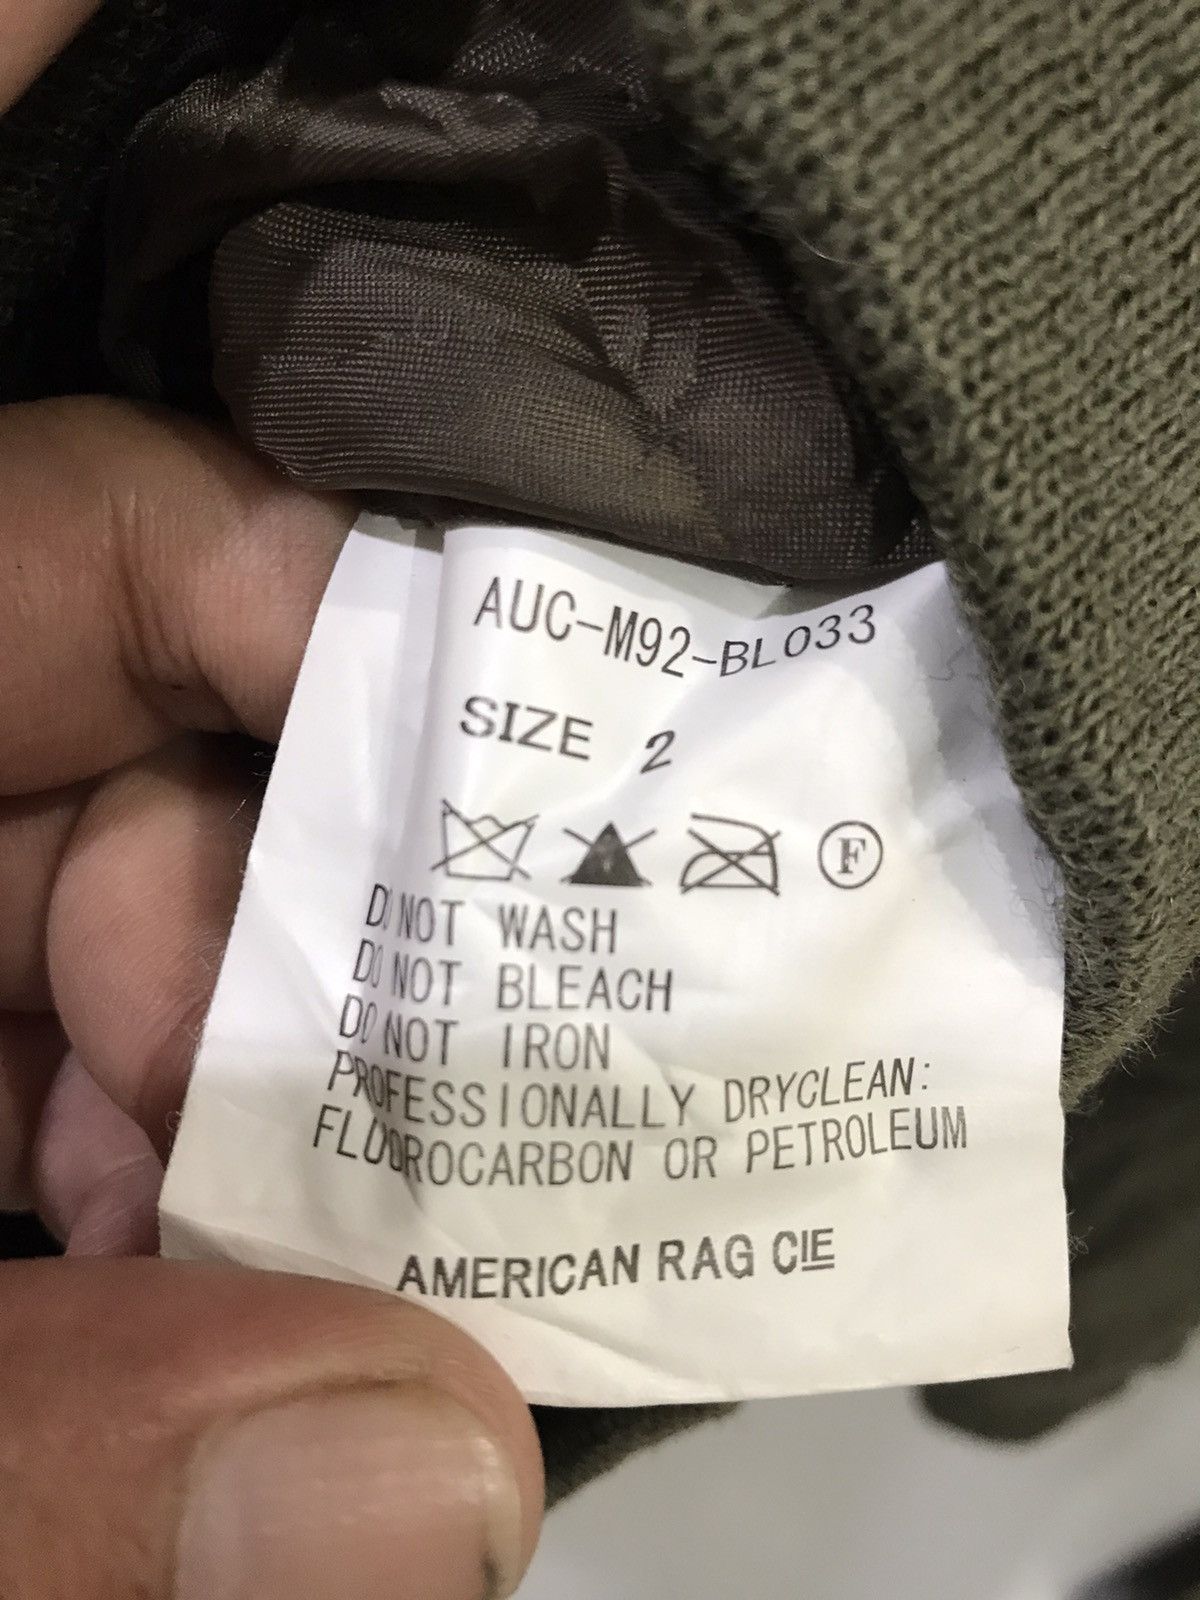 AUC-M92-BL033
SIZE 2
F
DO NOT WASH
DO NOT BLEACH
DO NOT IRON
PROFESSIONALLY DRYCLEAN:
FLUOROCARBON OR PETROLEUM
AMERICAN RAG CIE